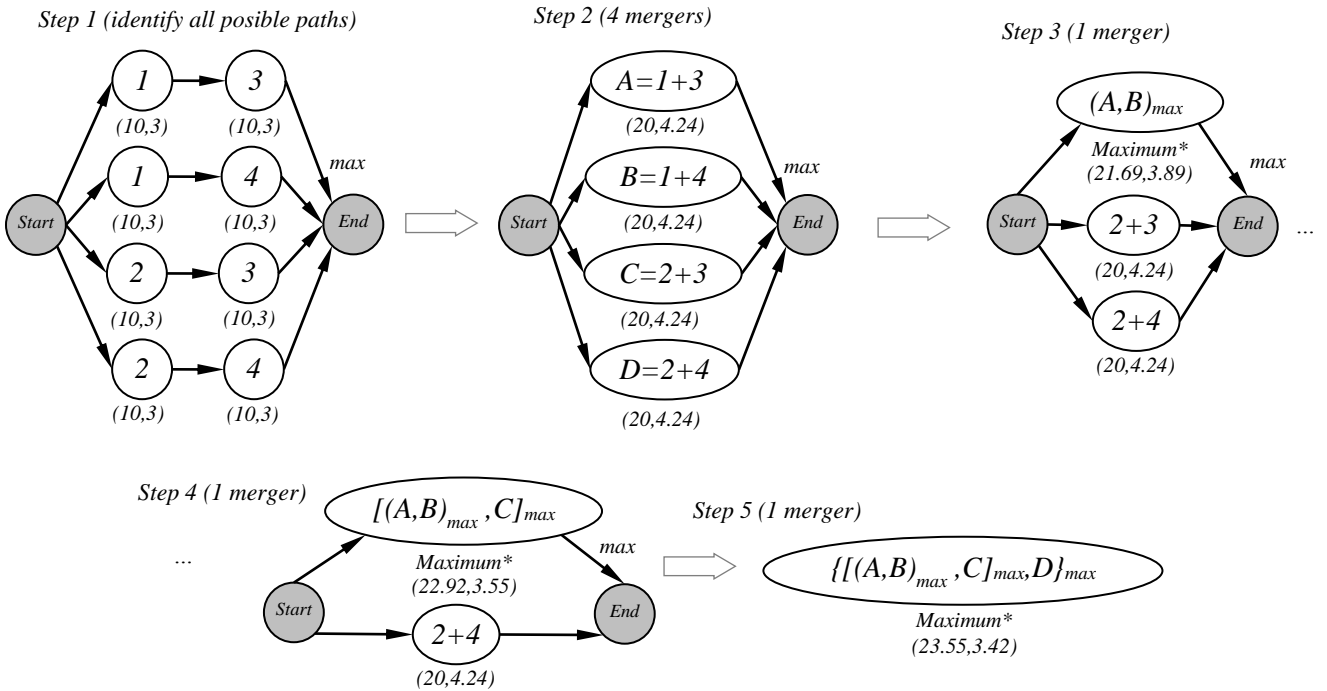 Step 1 (identify all posible paths)
1
3
(10,3)
(10,3)
1
4
(10,3)
(10,3)
2
3
(10,3)
(10,3)
2
4
(10,3)
(10,3)
Start
max
End
Step 2 (4 mergers)
A=1+3
(20,4.24)
B=1+4
(20,4.24)
C=2+3
(20,4.24)
D=2+4
(20,4.24)
Start
max
End
Step 3 (1 merger)
(A,B)max
Maximum*
(21.69,3.89)
2+3
(20,4.24)
2+4
(20,4.24)
Start
max
End
...
...
Step 4 (1 merger)
[(A,B)max ,C]max
Maximum*
(22.92,3.55)
2+4
(20,4.24)
Start
max
End
Step 5 (1 merger)
{[(A,B)max ,C]max,D}max
Maximum*
(23.55,3.42)